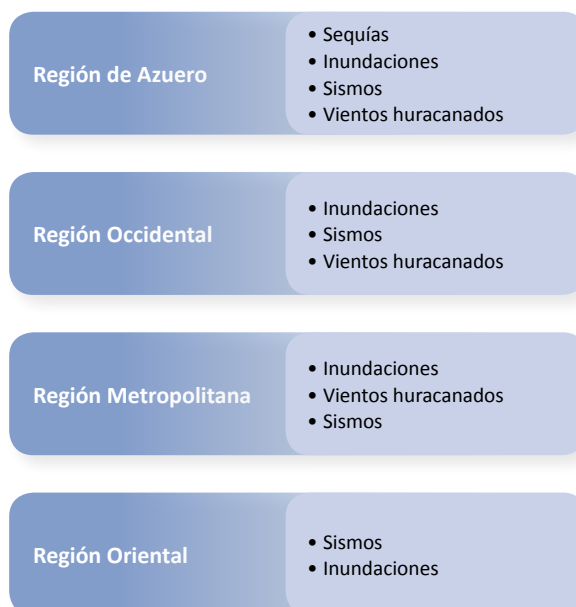 Región de Azuero
• Sequías
• Inundaciones
• Sismos
• Vientos huracanados
Región Occidental
• Inundaciones
• Sismos
• Vientos huracanados
Región Metropolitana
• Inundaciones
• Vientos huracanados
• Sismos
Región Oriental
• Sismos
• Inundaciones